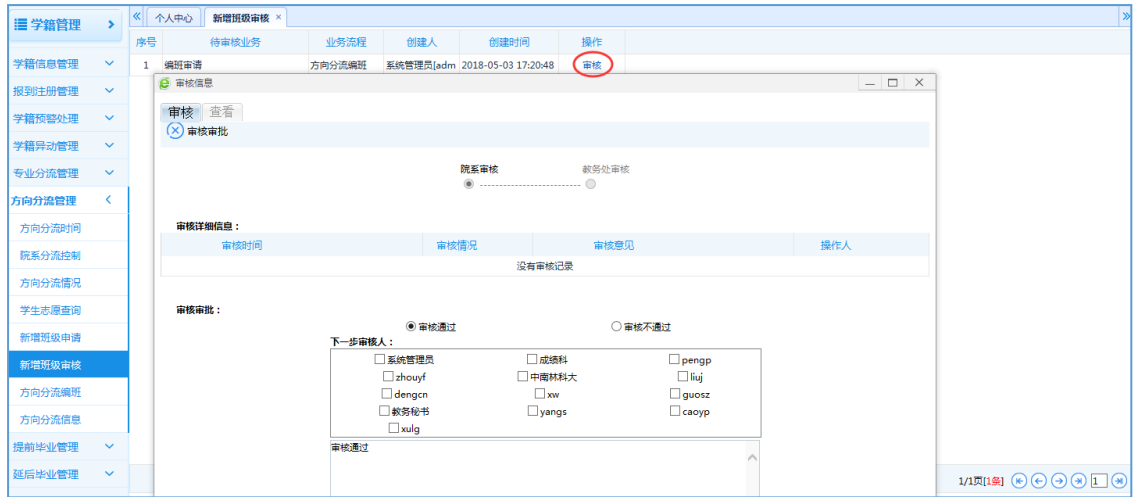 学籍管理
个人中心 新增班级审核 ×
序号 待审核业务 业务流程 创建人 创建时间 操作
1 编班审请 方向分流编班 系统管理员[adm 2018-05-03 17:20:48 审核
学籍信息管理
报到注册管理
学籍预警处理
学籍异动管理
专业分流管理
方向分流管理
方向分流时间
院系分流控制
方向分流情况
学生志愿查询
新增班级申请
新增班级审核
方向分流编班
方向分流信息
提前毕业管理
延后毕业管理
审核信息
审核 查看
审核审批
院系审核 教务处审核
审核详细信息：
审核时间 审核情况 审核意见 操作人
没有审核记录
审核审批：
审核通过 审核不通过
下一步审核人：
系统管理员 成绩科 pengp
zhouyf 中南林科大 liuj
dengcn xw guosz
教务秘书 yangs caoyp
xulg
审核通过
1/1页[1条] 1